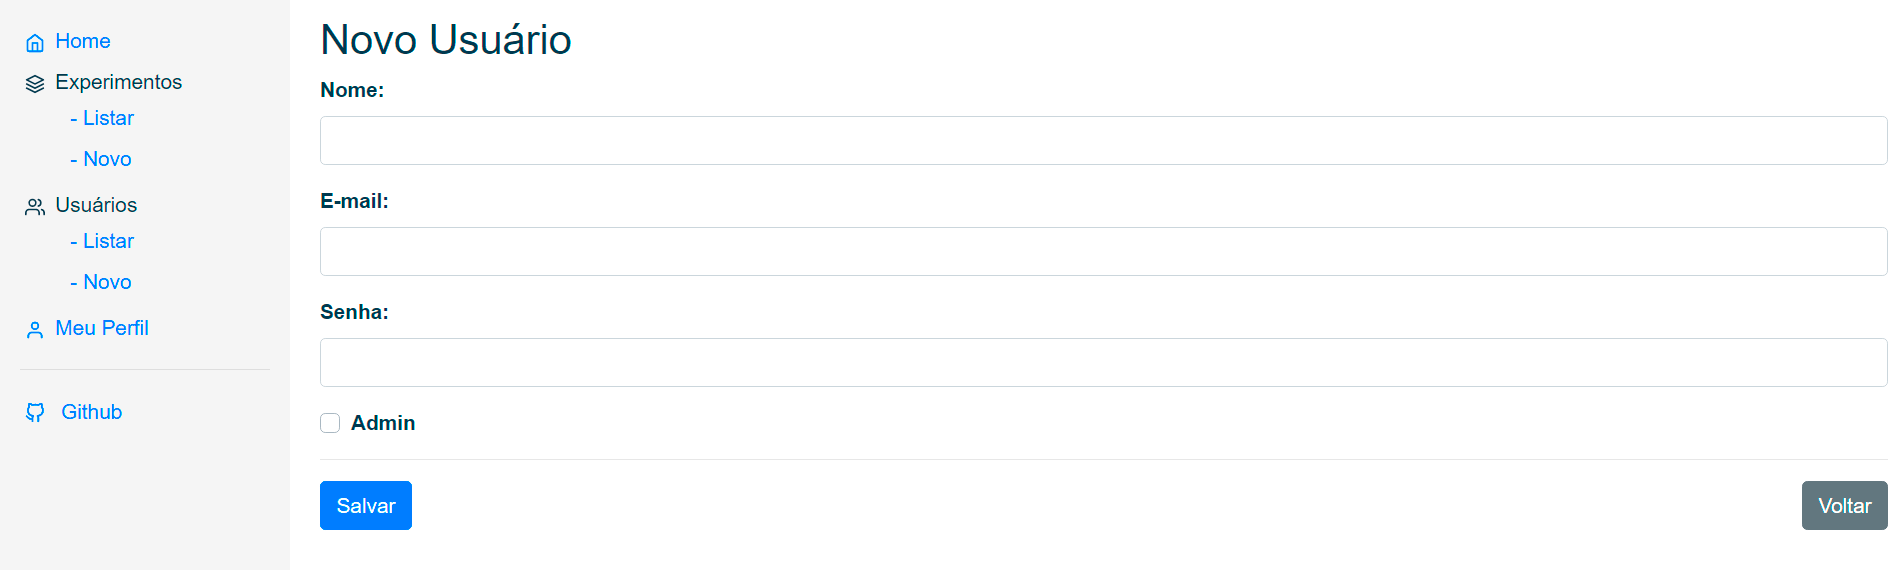 Home
Experimentos
- Listar
- Novo
Usuários
- Listar
- Novo
Meu Perfil
Github
Novo Usuário
Nome:
E-mail:
Senha:
Admin
Salvar
Voltar